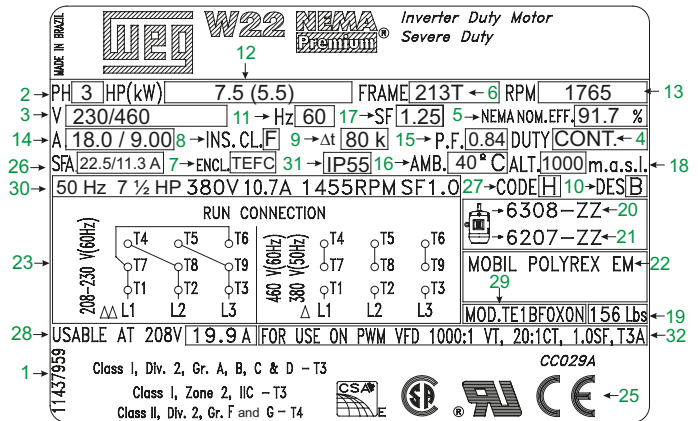 MADE IN BRAZIL
WEG W22 NEMA Premium® Inverter Duty Motor
Severe Duty
12
2 PH 3 HP(kW) 7.5 (5.5) FRAME 213T 6 RPM 1765 13
3 V 230/460 11 Hz 60 17 SF 1.25 5 NEMA NOM. EFF. 91.7 %
14 A 18.0 / 9.00 8 INS. CL. F 9 Δt 80 k 15 P.F. 0.84 DUTY CONT. 4
26 SFA 22.5/11.3 A 7 ENCL. TEFC 31 IP55 16 AMB. 40°C ALT. 1000 m.a.s.l. 18
30 50 Hz 7 ½ HP 380V 10.7A 1455RPM SF1.0 27 CODE H 10 DES B
RUN CONNECTION
23
208-230 V(60Hz)
T4 T5 T6
T7 T8 T9
T1 T2 T3
ΔΔ L1 L2 L3
460 V(60Hz)
380 V(50Hz)
T4 T5 T6
T7 T8 T9
T1 T2 T3
Δ L1 L2 L3
6308-ZZ 20
6207-ZZ 21
MOBIL POLYREX EM 22
29
MOD.TE1BF0X0N 156 Lbs 19
28 USABLE AT 208V 19.9 A FOR USE ON PWM VFD 1000:1 VT, 20:1CT, 1.0SF, T3A 32
1 11437959
Class I, Div. 2, Gr. A, B, C & D - T3
Class I, Zone 2, IIC - T3
Class II, Div. 2, Gr. F and G - T4
CC029A
CSA E SA ® UR CE 25